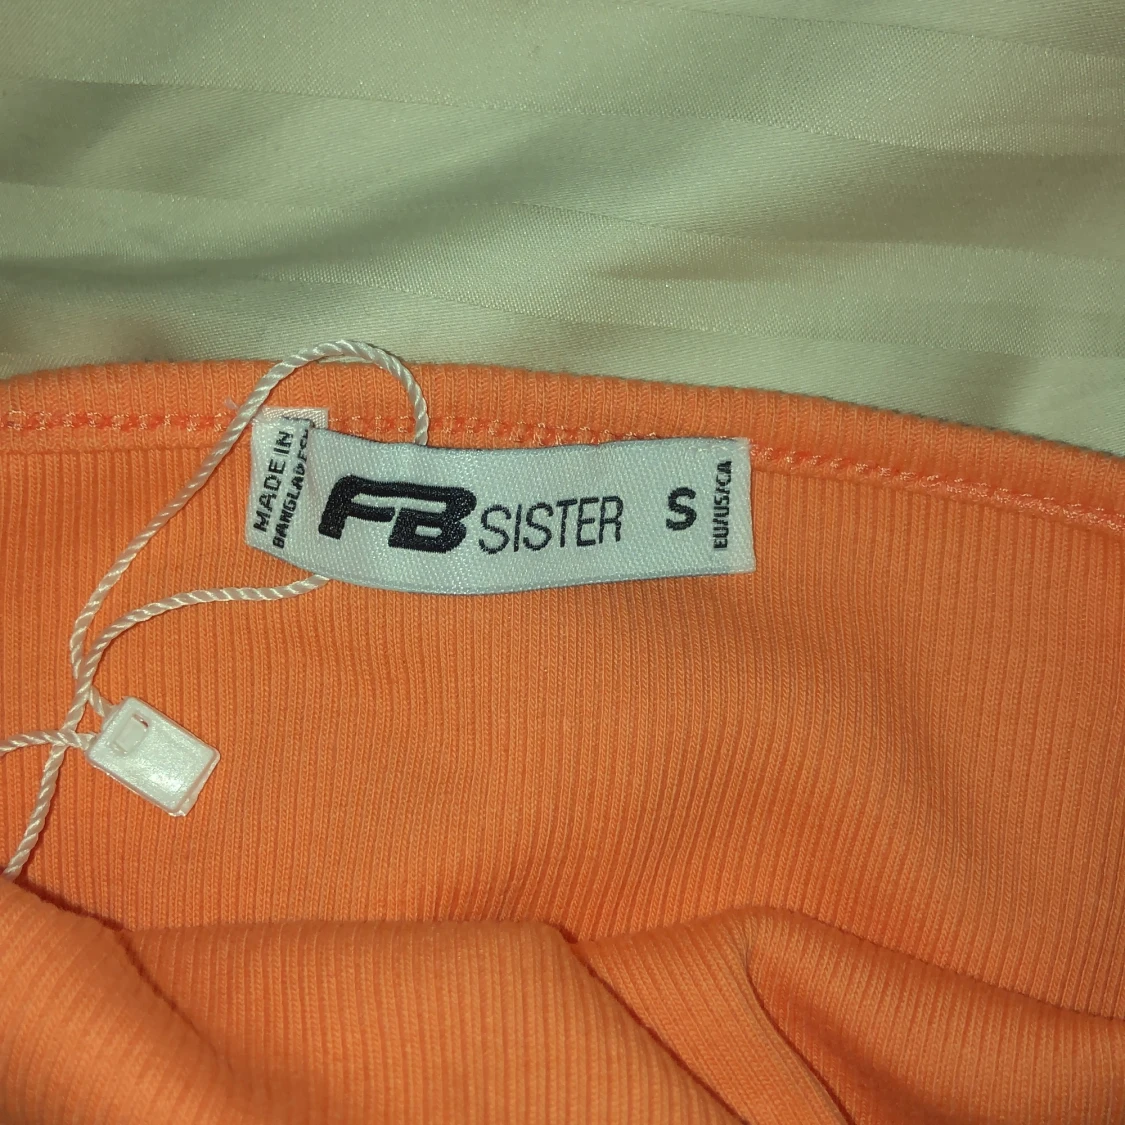 MADE IN
BANGLADESH
FB SISTER S
EU/US/CA